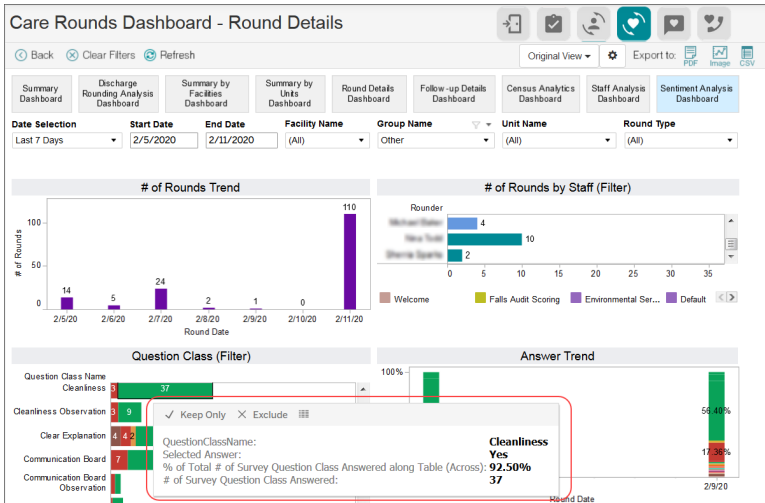 Care Rounds Dashboard - Round Details
Back Clear Filters Refresh
Original View Export to: PDF Image CSV
Summary Dashboard
Discharge Rounding Analysis Dashboard
Summary by Facilities Dashboard
Summary by Units Dashboard
Round Details Dashboard
Follow-up Details Dashboard
Census Analytics Dashboard
Staff Analysis Dashboard
Sentiment Analysis Dashboard
Date Selection Start Date End Date Facility Name Group Name Unit Name Round Type
Last 7 Days 2/5/2020 2/11/2020 (All) Other (All) (All)
# of Rounds Trend
# of Rounds
100
50
0
14 5 24 2 1 0 110
2/5/20 2/6/20 2/7/20 2/8/20 2/9/20 2/10/20 2/11/20
Round Date
# of Rounds by Staff (Filter)
Rounder
4
10
2
0 5 10 15 20 25 30 35
Welcome Falls Audit Scoring Environmental Ser... Default
Question Class (Filter)
Question Class Name
Cleanliness 3 37
Cleanliness Observation 3 9
Clear Explanation 4 4 2
Communication Board 7
Communication Board
Observation
Answer Trend
100%
56.40%
17.36%
2/9/20
Round Date
Keep Only Exclude
QuestionClassName: Cleanliness
Selected Answer: Yes
% of Total # of Survey Question Class Answered along Table (Across): 92.50%
# of Survey Question Class Answered: 37